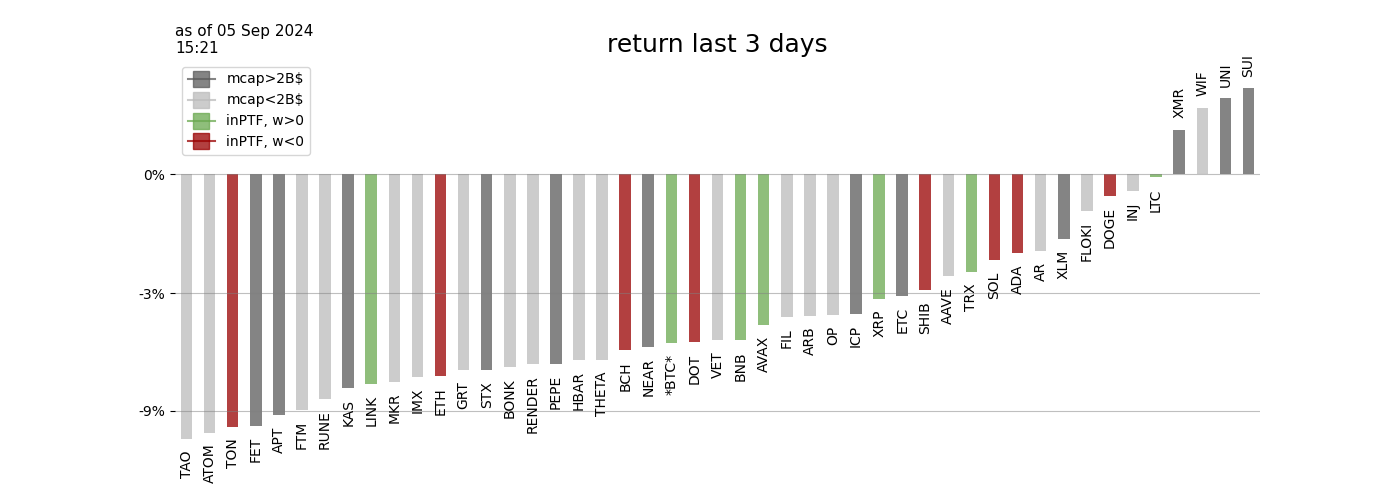 as of 05 Sep 2024
15:21
return last 3 days
mcap>2B$
mcap<2B$
inPTF, w>0
inPTF, w<0
0%
-3%
-9%
TAO
ATOM
TON
FET
APT
FTM
RUNE
KAS
LINK
MKR
IMX
ETH
GRT
STX
BONK
RENDER
PEPE
HBAR
THETA
BCH
NEAR
*BTC*
DOT
VET
BNB
AVAX
FIL
ARB
OP
ICP
XRP
ETC
SHIB
AAVE
TRX
SOL
ADA
AR
XLM
FLOKI
DOGE
INJ
LTC
XMR
WIF
UNI
SUI